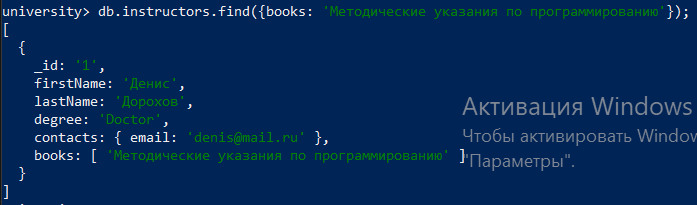 university> db.instructors.find({books: 'Методические указания по программированию'});
[
  {
    _id: '1',
    firstName: 'Денис',
    lastName: 'Дорохов',
    degree: 'Doctor',
    contacts: { email: 'denis@mail.ru' },
    books: [ 'Методические указания по программированию' ]
  }
]
Активация Windows
Чтобы активировать Window
"Параметры".